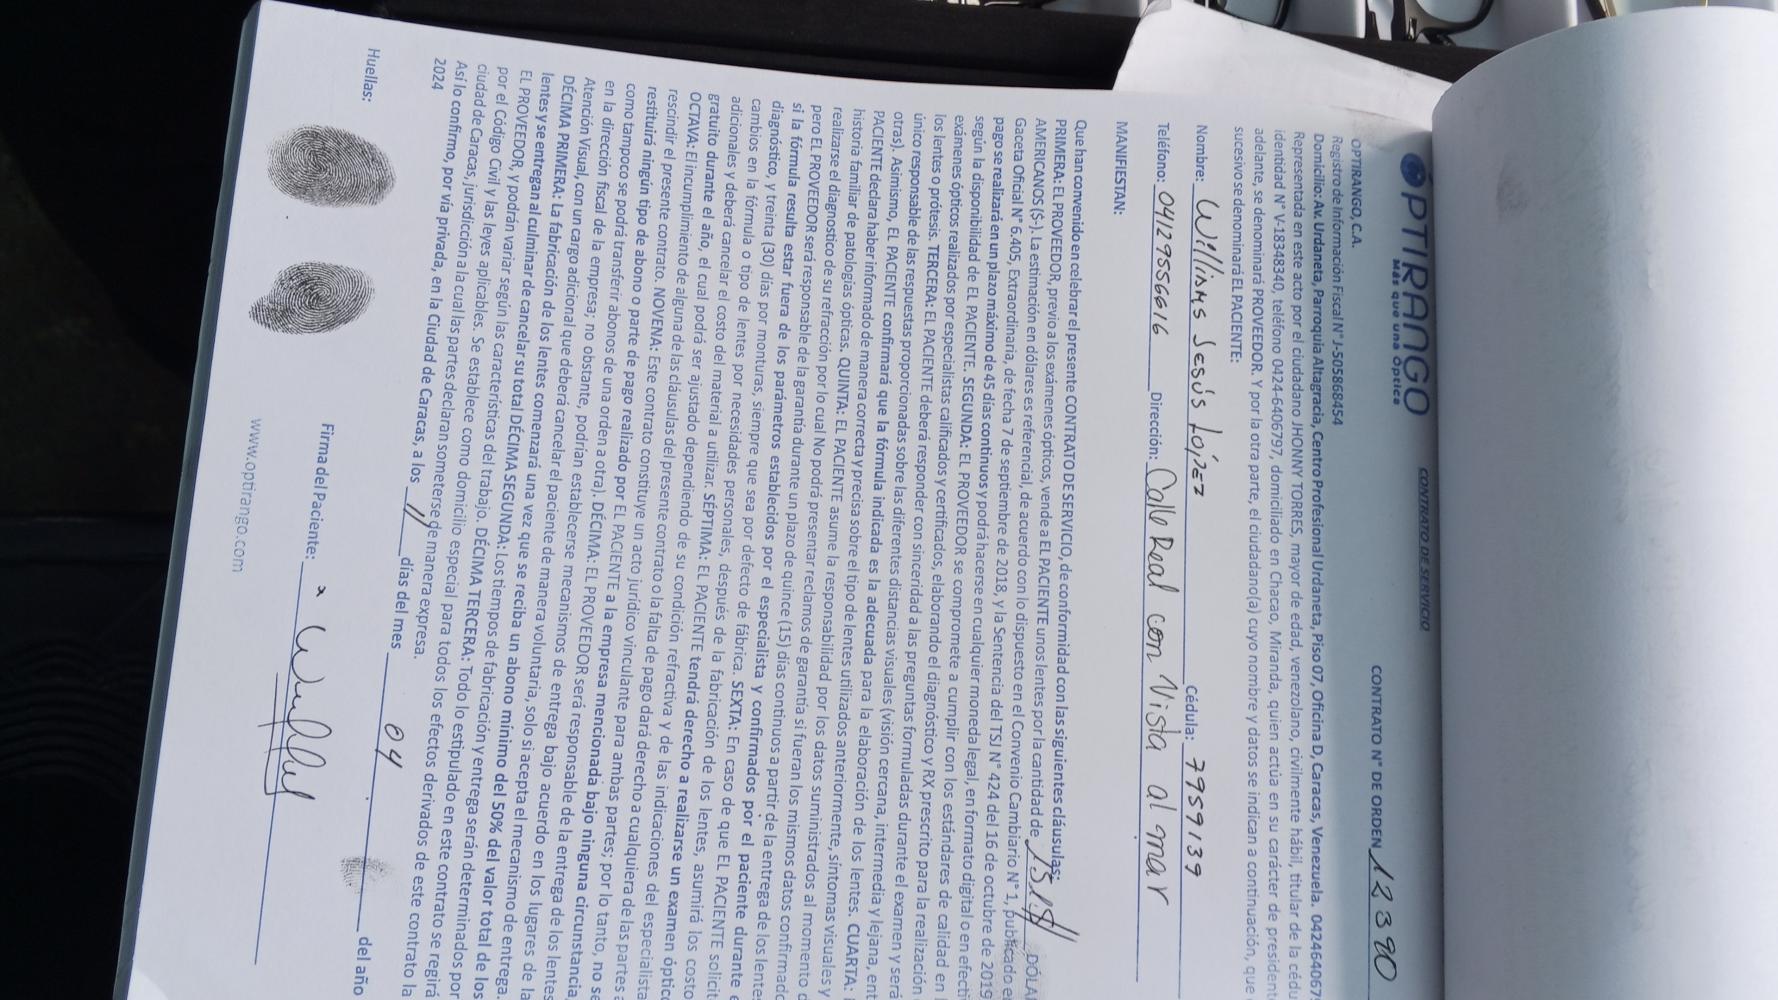 OPTIRANGO
Más que una Óptica
CONTRATO DE SERVICIO
CONTRATO N° DE ORDEN 12390
OPTIRANGO, C.A.
Registro de Información Fiscal N° J-505868454
Domicilio: Av. Urdaneta, Parroquia Altagracia, Centro Profesional Urdaneta, Piso 07, Oficina D, Caracas, Venezuela. 0424640679
Representada en este acto por el ciudadano JHONNY TORRES, mayor de edad, venezolano, civilmente hábil, titular de la cédu
identidad N° V-18348340, teléfono 0424-6406797, domiciliado en Chacao, Miranda, quien actúa en su carácter de president
adelante, se denominará PROVEEDOR. Y por la otra parte, el ciudadano(a) cuyo nombre y datos se indican a continuación, que
sucesivo se denominará EL PACIENTE:
Nombre: Williams Jesús López Cédula: 7959139
Teléfono: 04129556616 Dirección: Calle Real con Vista al mar
MANIFIESTAN:
Que han convenido en celebrar el presente CONTRATO DE SERVICIO, de conformidad con las siguientes cláusulas:
PRIMERA: EL PROVEEDOR, previo a los exámenes ópticos, vende a EL PACIENTE unos lentes por la cantidad de DÓLAR
AMERICANOS ($-). La estimación en dólares es referencial, de acuerdo con lo dispuesto en el Convenio Cambiario N° 1, publicado en
Gaceta Oficial N° 6.405, Extraordinaria, de fecha 7 de septiembre de 2018, y la Sentencia del TSJ N° 424 del 16 de octubre de 2019
pago se realizará en un plazo máximo de 45 días continuos y podrá hacerse en cualquier moneda legal, en formato digital o en efecti
según la disponibilidad de EL PACIENTE. SEGUNDA: EL PROVEEDOR se compromete a cumplir con los estándares de calidad en l
exámenes ópticos realizados por especialistas calificados y certificados, elaborando el diagnóstico y RX prescrito para la realización
los lentes o prótesis. TERCERA: EL PACIENTE deberá responder con sinceridad a las preguntas formuladas durante el examen y será
único responsable de las respuestas proporcionadas sobre las diferentes distancias visuales (visión cercana, intermedia y lejana, ent
otras). Asimismo, EL PACIENTE confirmará que la fórmula indicada es la adecuada para la elaboración de los lentes. CUARTA:
PACIENTE declara haber informado de manera correcta y precisa sobre el tipo de lentes utilizados anteriormente, síntomas visuales y
historia familiar de patologías ópticas. QUINTA: EL PACIENTE asume la responsabilidad por los datos suministrados al momento d
realizarse el diagnostico de su refracción por lo cual No podrá presentar reclamos de garantía si fueran los mismos datos confirmado
pero EL PROVEEDOR será responsable de la garantía durante un plazo de quince (15) días continuos a partir de la entrega de los lentes
si la fórmula resulta estar fuera de los parámetros establecidos por el especialista y confirmados por el paciente durante e
diagnóstico, y treinta (30) días por monturas, siempre que sea por defecto de fábrica. SEXTA: En caso de que EL PACIENTE solicit
cambios en la fórmula o tipo de lentes por necesidades personales, después de la fabricación de los lentes, asumirá los costo
adicionales y deberá cancelar el costo del material a utilizar. SÉPTIMA: EL PACIENTE tendrá derecho a realizarse un examen óptico
gratuito durante el año, el cual podrá ser ajustado dependiendo de su condición refractiva y de las indicaciones del especialista
OCTAVA: El incumplimiento de alguna de las cláusulas del presente contrato o la falta de pago dará derecho a cualquiera de las partes a
rescindir el presente contrato. NOVENA: Este contrato constituye un acto jurídico vinculante para ambas partes; por lo tanto, no se
restituirá ningún tipo de abono o parte de pago realizado por EL PACIENTE a la empresa mencionada bajo ninguna circunstancia,
como tampoco se podrá transferir abonos de una orden a otra). DÉCIMA: EL PROVEEDOR será responsable de la entrega de los lentes
en la dirección fiscal de la empresa; no obstante, podrían establecerse mecanismos de entrega bajo acuerdo en los lugares de la
Atención Visual, con un cargo adicional que deberá cancelar el paciente de manera voluntaria, solo si acepta el mecanismo de entrega.
DÉCIMA PRIMERA: La fabricación de los lentes comenzará una vez que se reciba un abono mínimo del 50% del valor total de los
lentes y se entregan al culminar de cancelar su total DÉCIMA SEGUNDA: Los tiempos de fabricación y entrega serán determinados por
EL PROVEEDOR, y podrán variar según las características del trabajo. DÉCIMA TERCERA: Todo lo estipulado en este contrato se regirá
por el Código Civil y las leyes aplicables. Se establece como domicilio especial para todos los efectos derivados de este contrato la
ciudad de Caracas, jurisdicción a la cual las partes declaran someterse de manera expresa.
Así lo confirmo, por vía privada, en la Ciudad de Caracas, a los 11 días del mes 04 del año
2024
Huellas:
Firma del Paciente: x
www.optirango.com